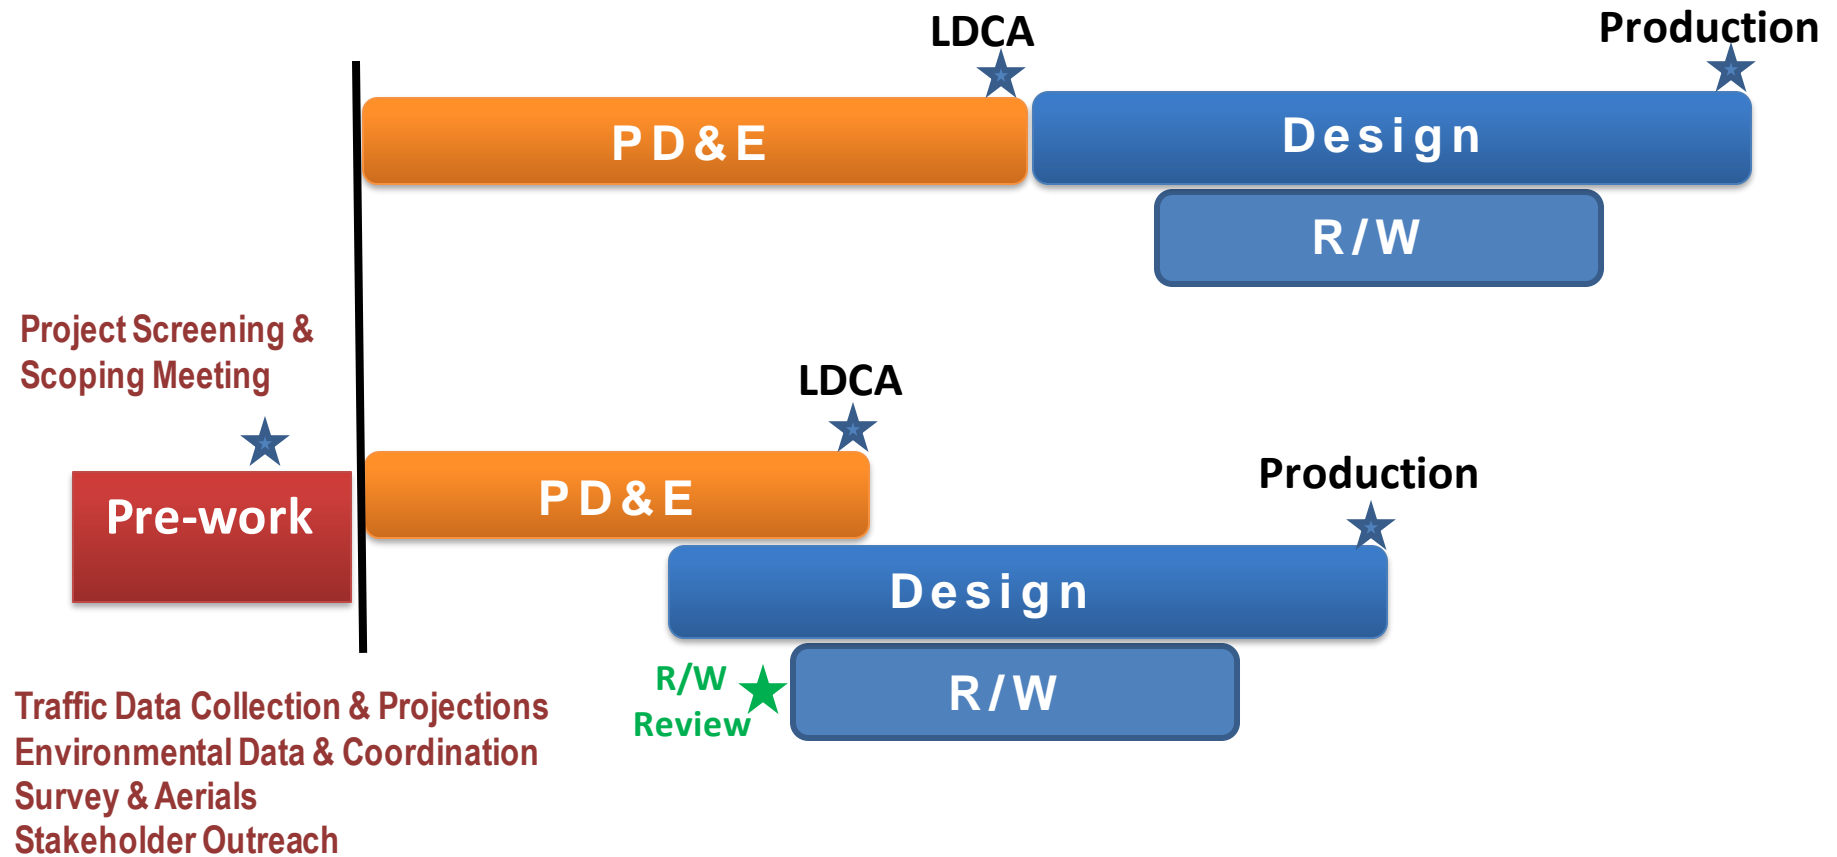 LDCA
Production
PD&E
Design
R/W
Project Screening &
Scoping Meeting
LDCA
Production
Pre-work
PD&E
Design
R/W
Review
R/W
Traffic Data Collection & Projections
Environmental Data & Coordination
Survey & Aerials
Stakeholder Outreach